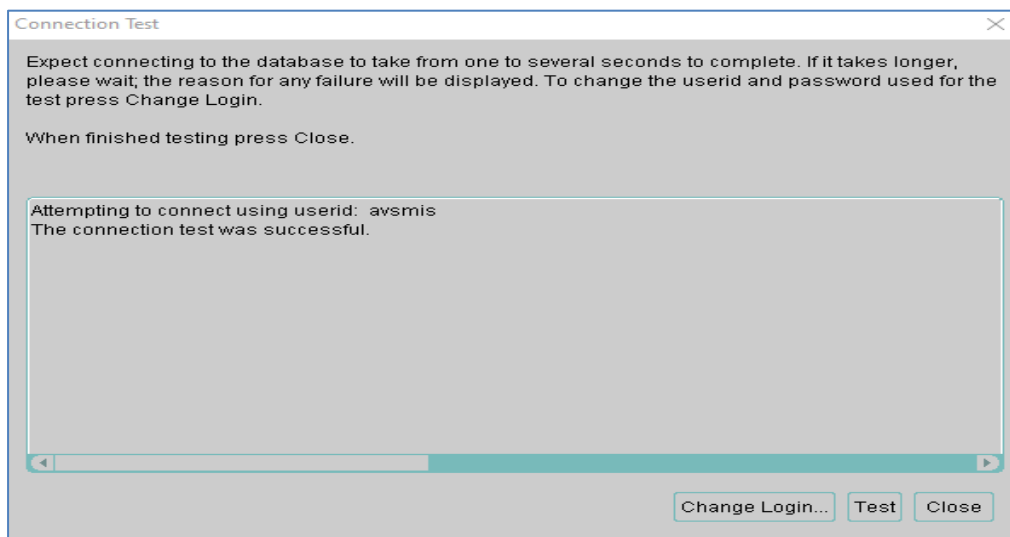 Connection Test
Expect connecting to the database to take from one to several seconds to complete. If it takes longer,
please wait; the reason for any failure will be displayed. To change the userid and password used for the
test press Change Login.
When finished testing press Close.
Attempting to connect using userid:  avsmis
The connection test was successful.
Change Login... Test Close